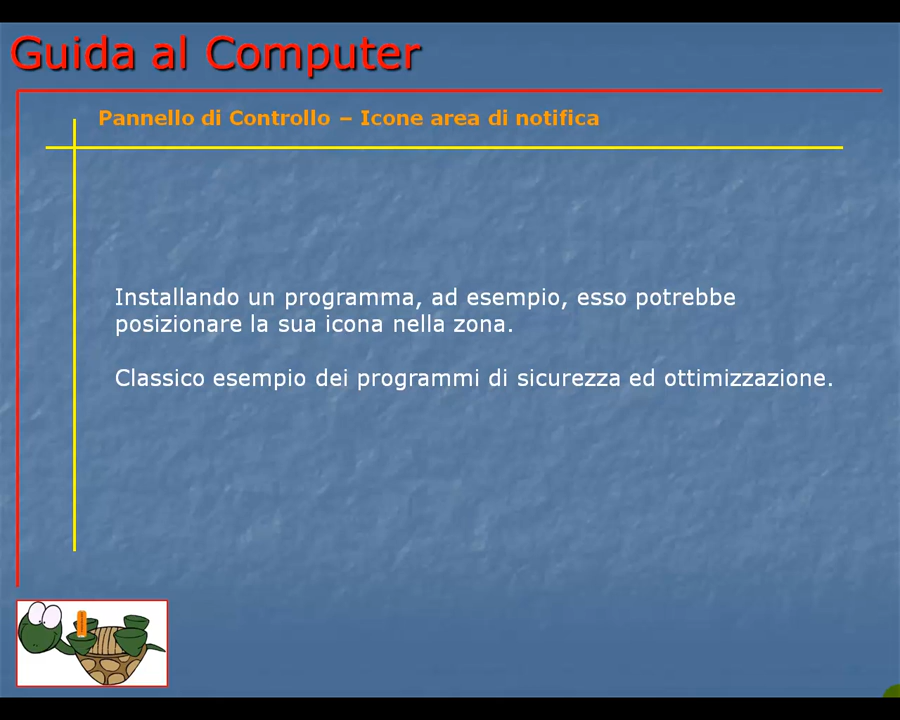 Guida al Computer
Pannello di Controllo – Icone area di notifica
Installando un programma, ad esempio, esso potrebbe
posizionare la sua icona nella zona.
Classico esempio dei programmi di sicurezza ed ottimizzazione.